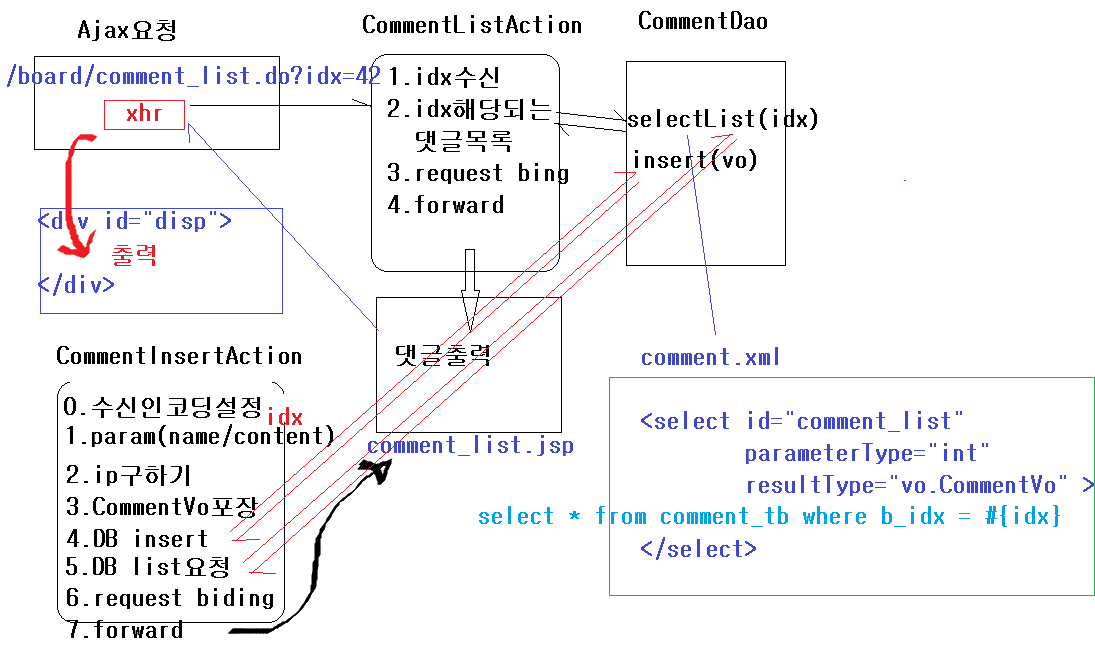 Ajax요청
/board/comment_list.do?idx=42
xhr
<div id="disp">
출력
</div>
CommentListAction
1.idx수신
2.idx해당되는
댓글목록
3.request bing
4.forward
CommentDao
selectList(idx)
insert(vo)
댓글출력
comment_list.jsp
CommentInsertAction
0.수신인코딩설정
idx
1.param(name/content)
2.ip구하기
3.CommentVo포장
4.DB insert
5.DB list요청
6.request biding
7.forward
comment.xml
<select id="comment_list"
parameterType="int"
resultType="vo.CommentVo" >
select * from comment_tb where b_idx = #{idx}
</select>